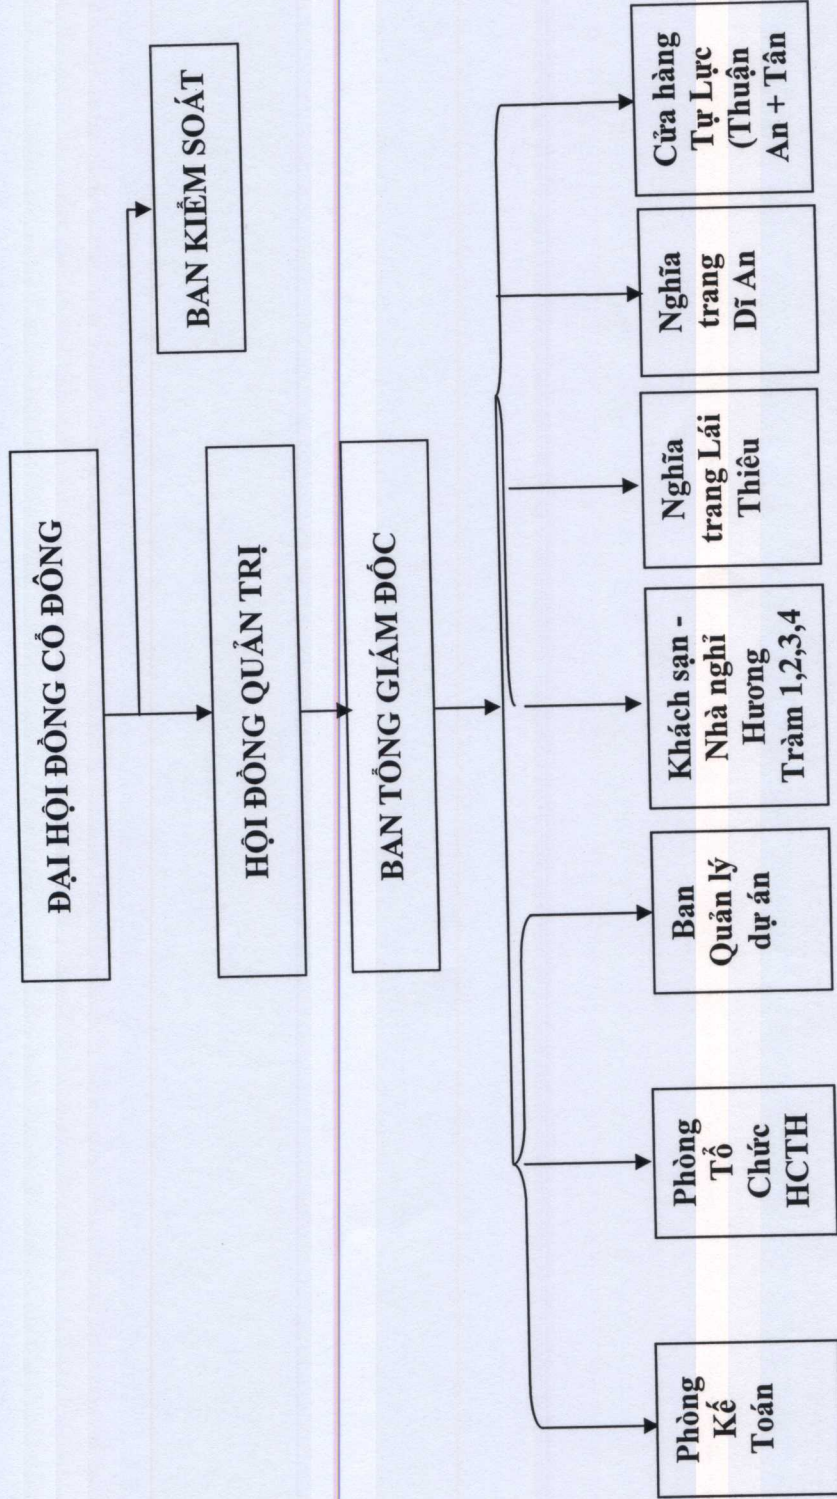 ĐẠI HỘI ĐỒNG CỔ ĐÔNG
BAN KIỂM SOÁT
HỘI ĐỒNG QUẢN TRỊ
BAN TỔNG GIÁM ĐỐC
Phòng
Kế
Toán
Phòng
Tổ
Chức
HCTH
Ban
Quản lý
dự án
Khách sạn -
Nhà nghỉ
Hương
Tràm 1,2,3,4
Nghĩa
trang Lái
Thiêu
Nghĩa
trang
Dĩ An
Cửa hàng
Tự Lực
(Thuận
An + Tân